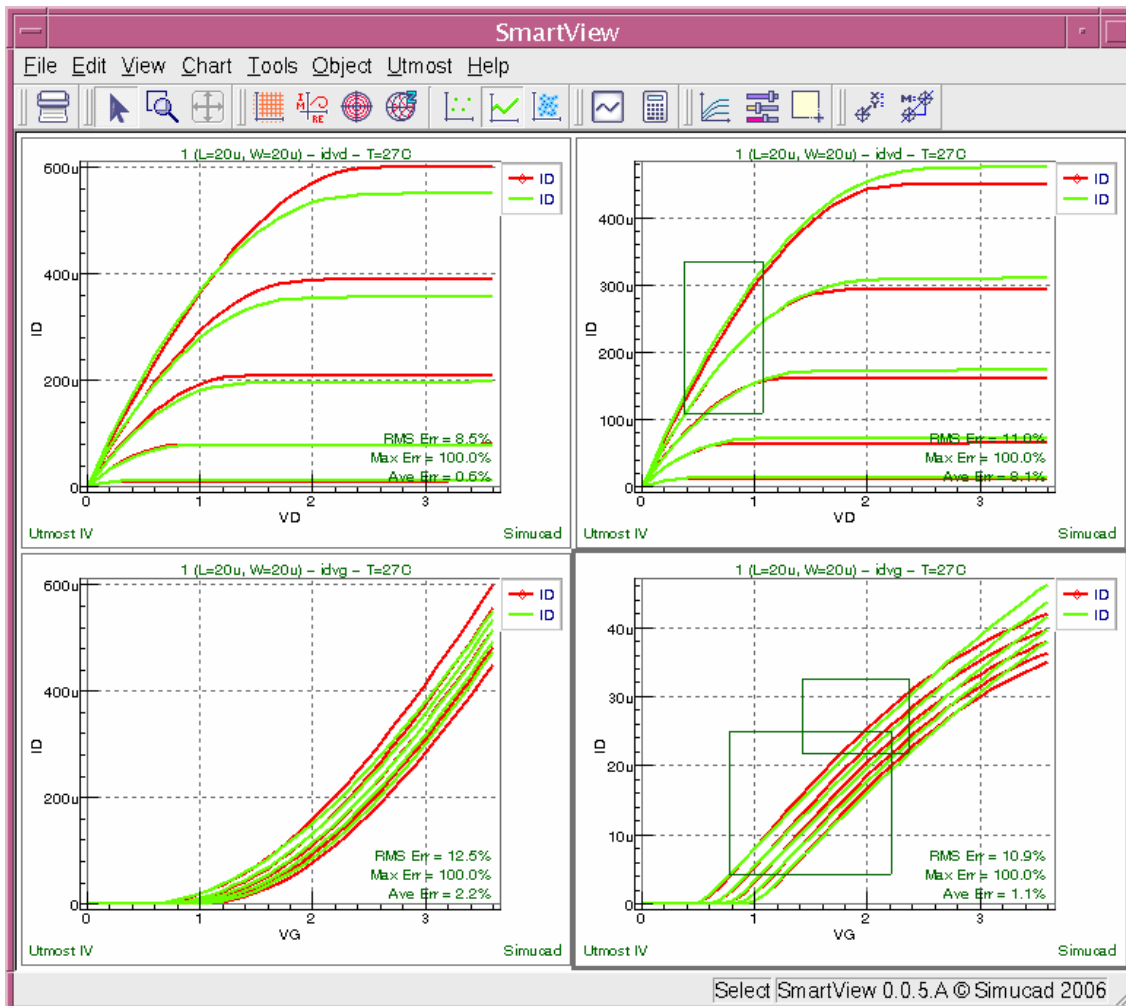 SmartView
File Edit View Chart Tools Object Utmost Help
I M RE
X: Y:
M:
1 (L=20u, W=20u) – idvd – T=27C
600u
400u
200u
0
ID
0 1 2 3
VD
ID
ID
RMS Err = 8.5%
Max Err = 100.0%
Ave Err = 0.6%
Utmost IV
Simucad
1 (L=20u, W=20u) – idvd – T=27C
400u
300u
200u
100u
0
ID
0 1 2 3
VD
ID
ID
RMS Err = 11.0%
Max Err = 100.0%
Ave Err = 8.1%
Utmost IV
Simucad
1 (L=20u, W=20u) – idvg – T=27C
600u
400u
200u
0
ID
0 1 2 3
VG
ID
ID
RMS Err = 12.5%
Max Err = 100.0%
Ave Err = 2.2%
Utmost IV
Simucad
1 (L=20u, W=20u) – idvg – T=27C
40u
30u
20u
10u
0
ID
0 1 2 3
VG
ID
ID
RMS Err = 10.9%
Max Err = 100.0%
Ave Err = 1.1%
Utmost IV
Simucad
Select SmartView 0.0.5.A © Simucad 2006